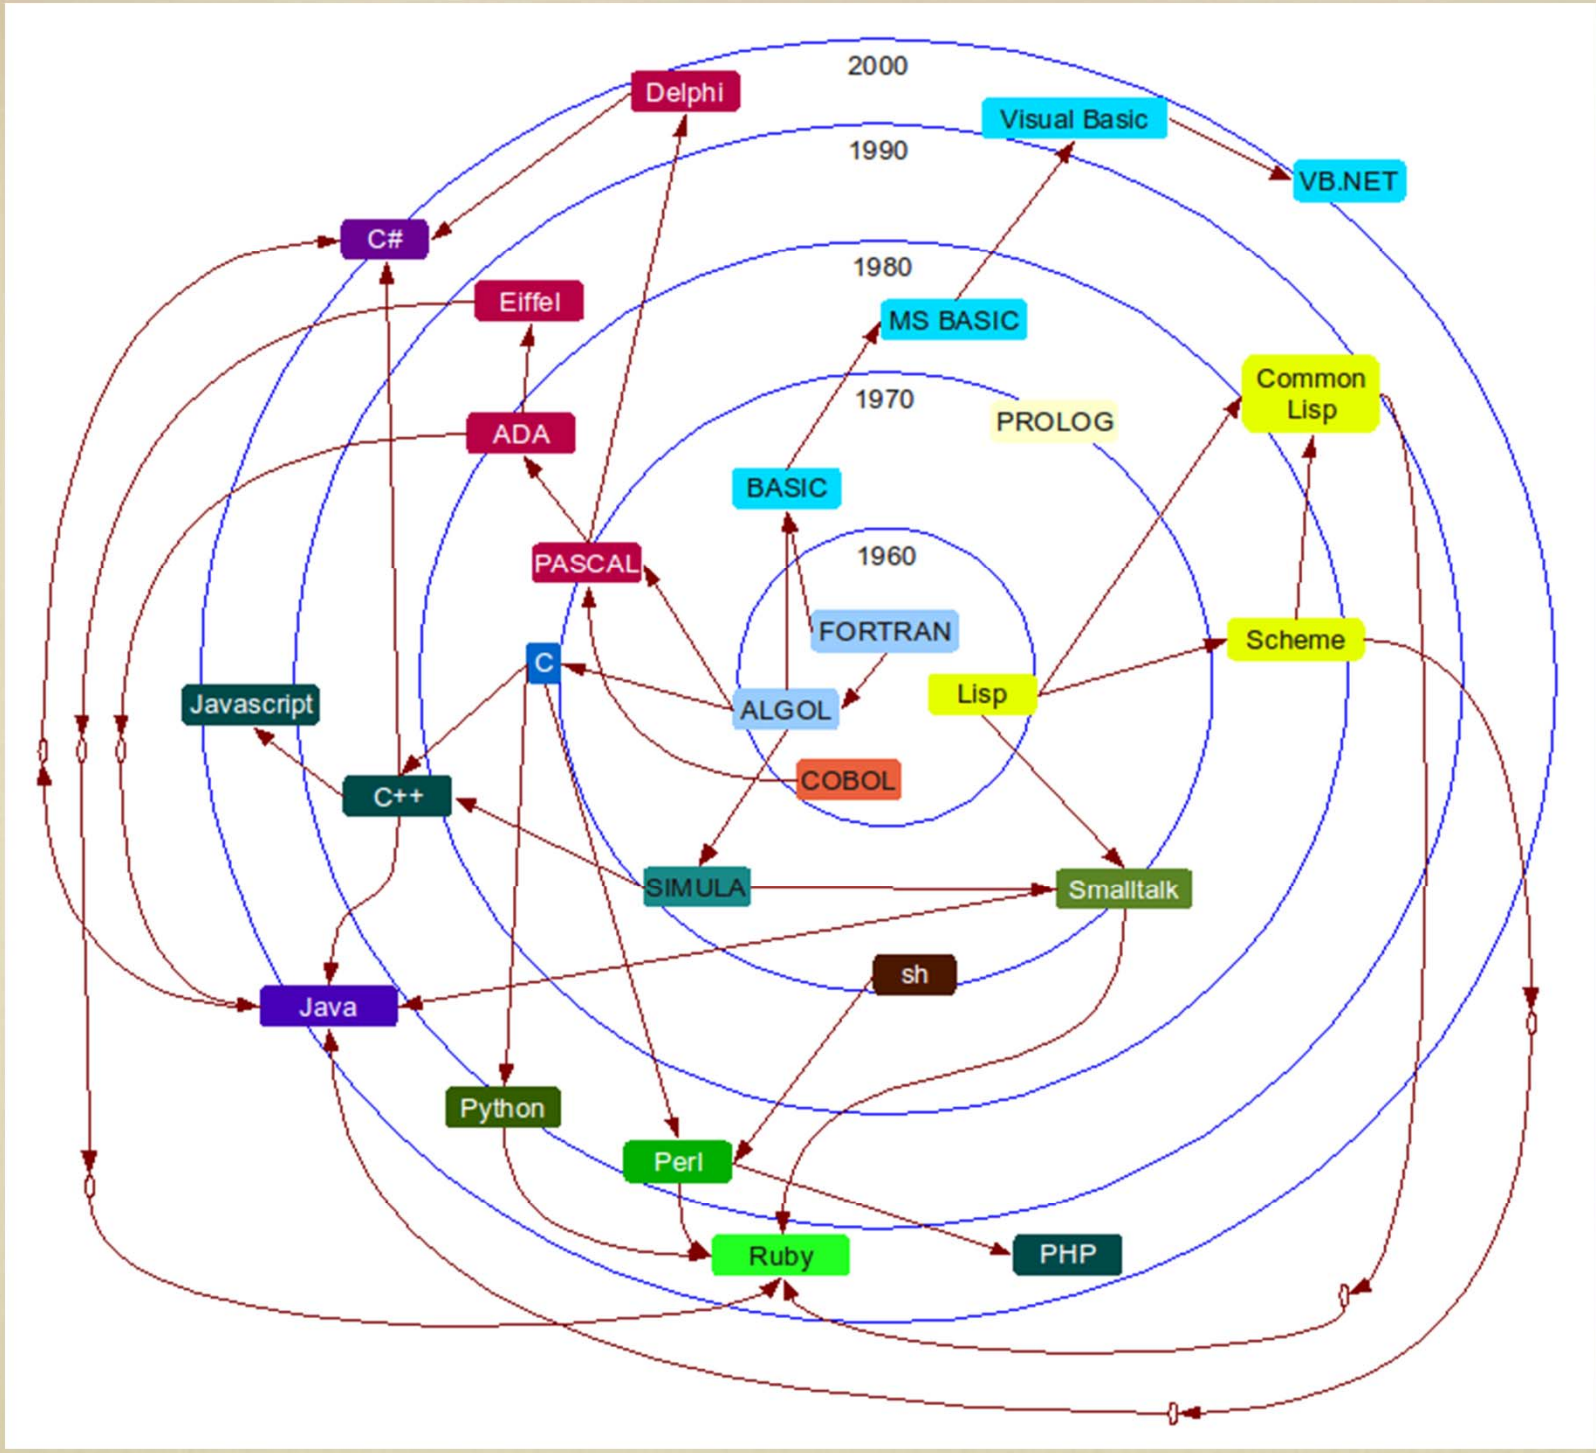 2000
Delphi
Visual Basic
1990
VB.NET
C#
1980
Eiffel
MS BASIC
Common
Lisp
1970
PROLOG
ADA
BASIC
1960
PASCAL
FORTRAN
Scheme
C
Lisp
Javascript
ALGOL
COBOL
C++
SIMULA
Smalltalk
sh
Java
Python
Perl
Ruby
PHP